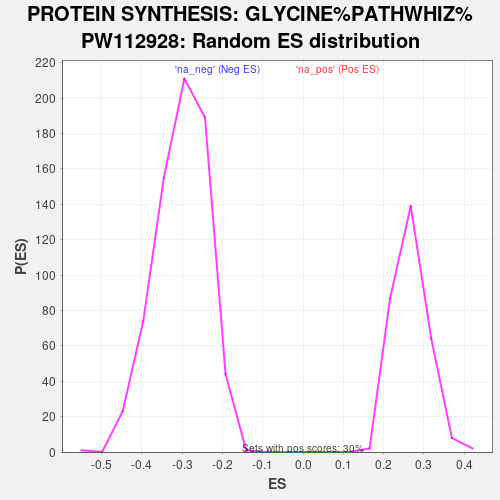 PROTEIN SYNTHESIS: GLYCINE%PATHWHIZ%
PW112928: Random ES distribution
'na_neg' (Neg ES) 'na_pos' (Pos ES)
220
200
180
160
140
120
100
80
60
40
20
0
P(ES)
Sets with pos scores: 30%
-0.5 -0.4 -0.3 -0.2 -0.1 0.0 0.1 0.2 0.3 0.4
ES